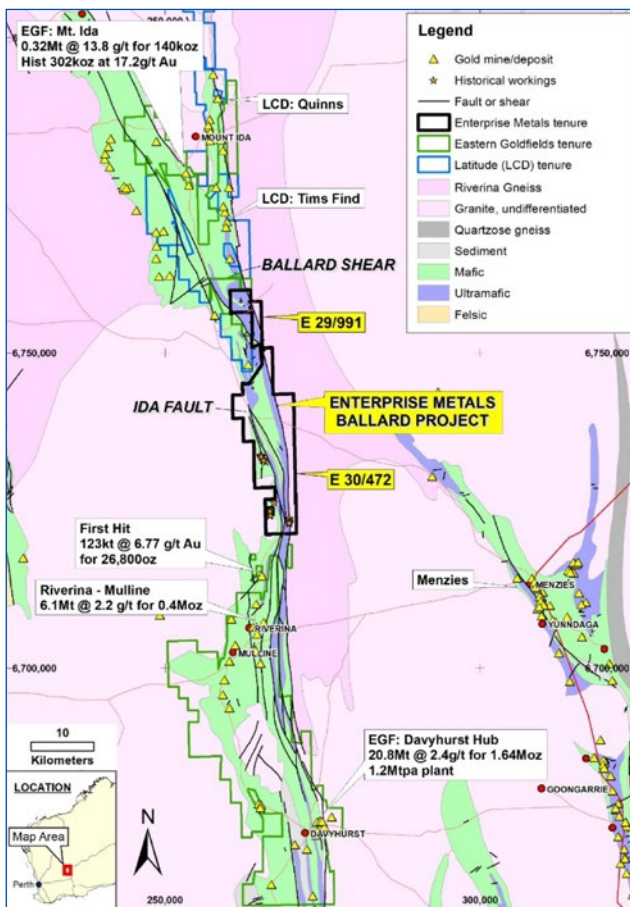 250,000
300,000
EGF: Mt. Ida
0.32Mt @ 13.8 g/t for 140koz
Hist 302koz at 17.2g/t Au
LCD: Quinns
MOUNT IDA
LCD: Tims Find
BALLARD SHEAR
E 29/991
6,750,000
6,750,000
IDA FAULT
ENTERPRISE METALS
BALLARD PROJECT
E 30/472
First Hit
123kt @ 6.77 g/t Au
for 26,800oz
Riverina - Mulline
6.1Mt @ 2.2 g/t for 0.4Moz
RIVERINA
MULLINE
Menzies
MENZIES
YUNNDAGA
6,700,000
6,700,000
EGF: Davyhurst Hub
20.8Mt @ 2.4g/t for 1.64Moz
1.2Mtpa plant
GOONGARRIE
DAVYHURST
10
Kilometers
LOCATION
Map Area
Perth
N
250,000
300,000
Legend
Gold mine/deposit
Historical workings
Fault or shear
Enterprise Metals tenure
Eastern Goldfields tenure
Latitude (LCD) tenure
Riverina Gneiss
Granite, undifferentiated
Quartzose gneiss
Sediment
Mafic
Ultramafic
Felsic